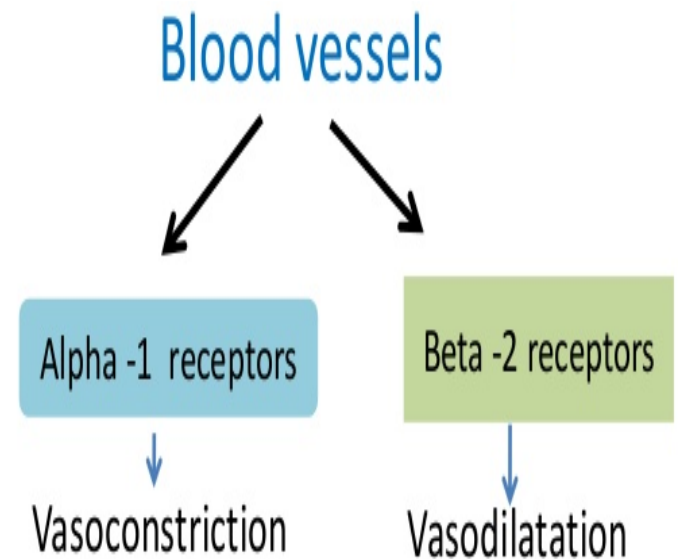 Blood vessels
Alpha -1 receptors
Beta -2 receptors
Vasoconstriction
Vasodilatation